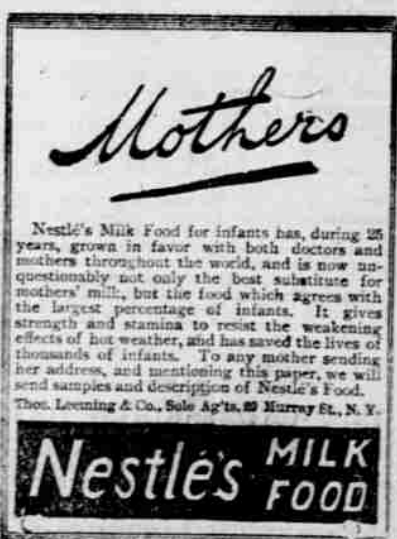 Mothers
Nestlé's Milk Food for infants has, during 25
years, grown in favor with both doctors and
mothers throughout the world, and is now un-
questionably not only the best substitute for
mothers' milk, but the food which agrees with
the largest percentage of infants. It gives
strength and stamina to resist the weakening
effects of hot weather, and has saved the lives of
thousands of infants. To any mother sending
her address, and mentioning this paper, we will
send samples and description of Nestlé's Food.
Thos. Leeming & Co., Sole Ag'ts, 29 Murray St., N. Y.
Nestlé's MILK
FOOD